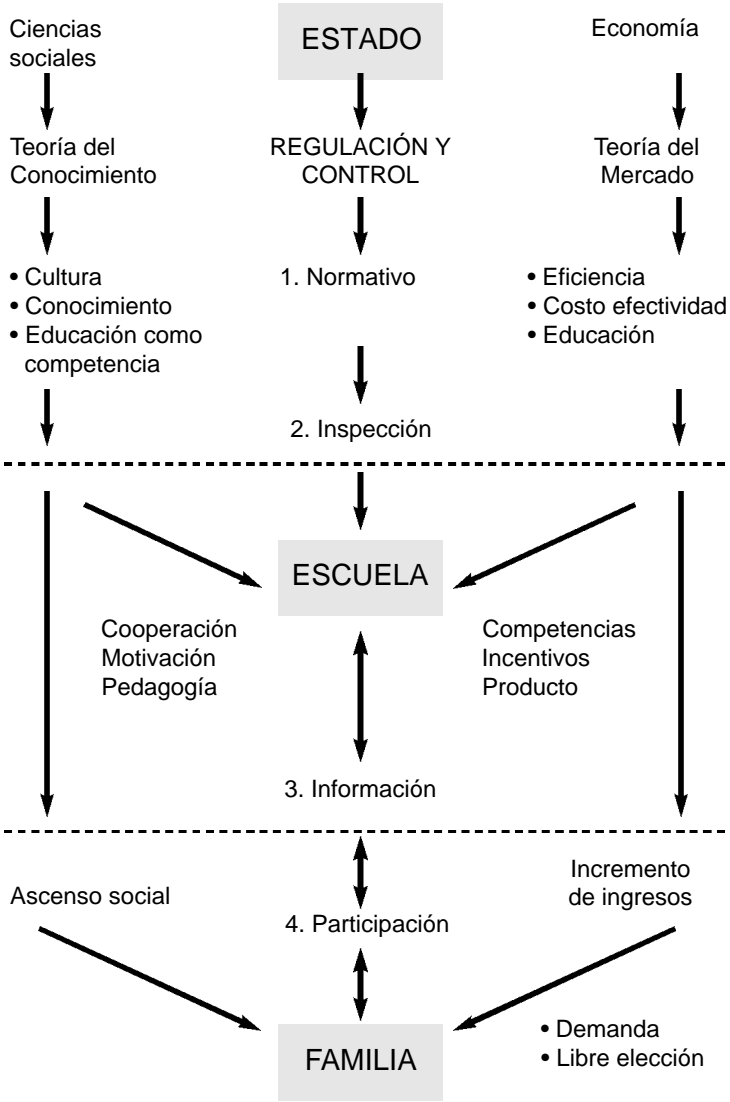 Ciencias
sociales
ESTADO
Economía
Teoría del
Conocimiento
REGULACIÓN Y
CONTROL
Teoría del
Mercado
• Cultura
• Conocimiento
• Educación como
competencia
1. Normativo
• Eficiencia
• Costo efectividad
• Educación
2. Inspección
ESCUELA
Cooperación
Motivación
Pedagogía
Competencias
Incentivos
Producto
3. Información
Ascenso social
Incremento
de ingresos
4. Participación
FAMILIA
• Demanda
• Libre elección